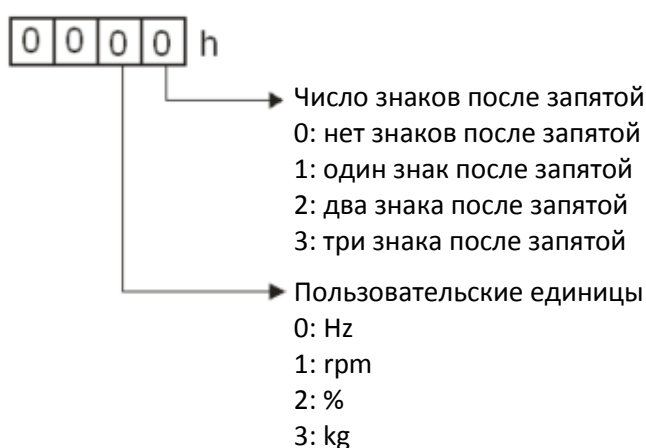 0 0 0 0 h
Число знаков после запятой
0: нет знаков после запятой
1: один знак после запятой
2: два знака после запятой
3: три знака после запятой
Пользовательские единицы
0: Hz
1: rpm
2: %
3: kg